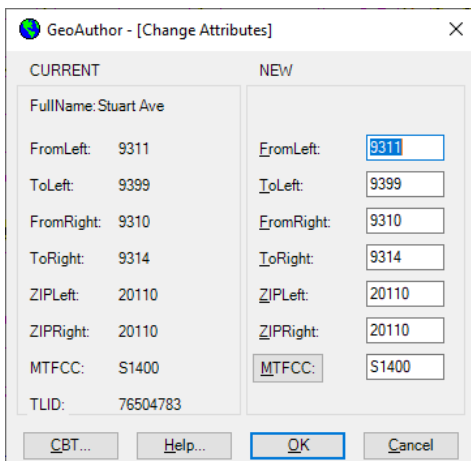 GeoAuthor - [Change Attributes]
CURRENT NEW
FullName: Stuart Ave
FromLeft: 9311 FromLeft: 9311
ToLeft: 9399 ToLeft: 9399
FromRight: 9310 FromRight: 9310
ToRight: 9314 ToRight: 9314
ZIPLeft: 20110 ZIPLeft: 20110
ZIPRight: 20110 ZIPRight: 20110
MTFCC: S1400 MTFCC: S1400
TLID: 76504783
CBT... Help... OK Cancel